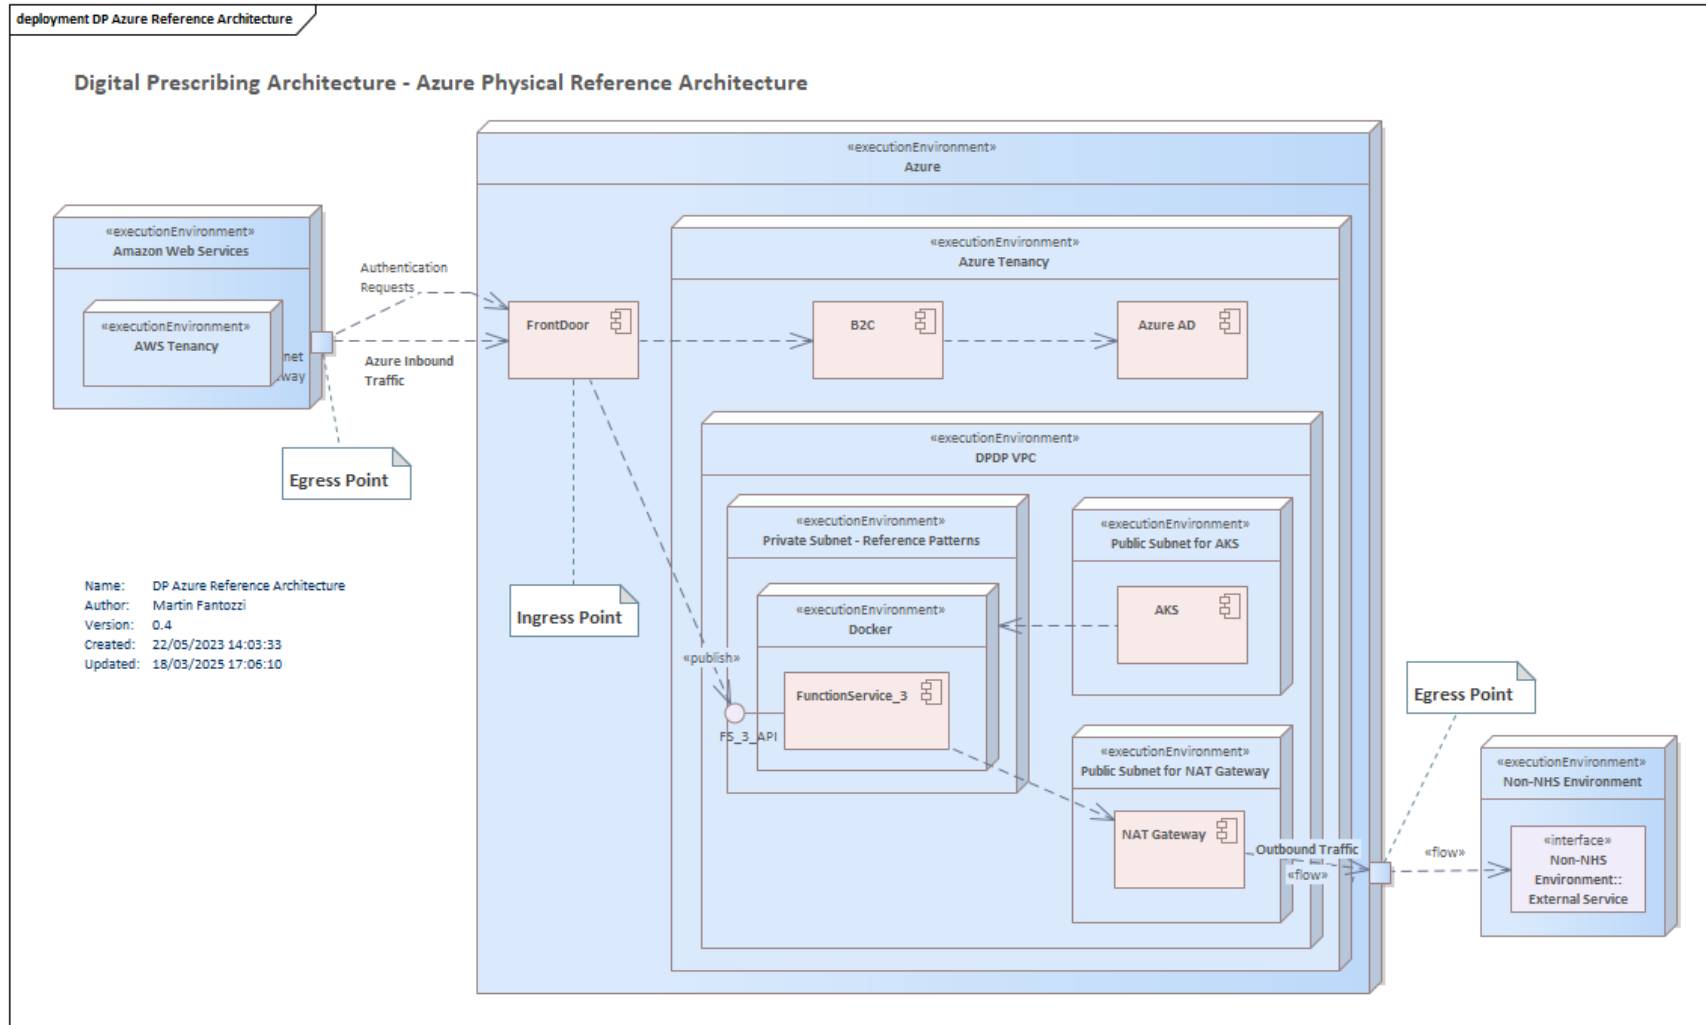 deployment DP Azure Reference Architecture
Digital Prescribing Architecture - Azure Physical Reference Architecture
«executionEnvironment»
Azure
«executionEnvironment»
Amazon Web Services
«executionEnvironment»
AWS Tenancy
net
way
Authentication
Requests
Azure Inbound
Traffic
Egress Point
«executionEnvironment»
Azure Tenancy
FrontDoor
B2C
Azure AD
«executionEnvironment»
DPDP VPC
«executionEnvironment»
Private Subnet - Reference Patterns
«executionEnvironment»
Public Subnet for AKS
«executionEnvironment»
Docker
AKS
Ingress Point
«publish»
FunctionService_3
FS_3_API
«executionEnvironment»
Public Subnet for NAT Gateway
NAT Gateway
Outbound Traffic
«flow»
Egress Point
«flow»
«executionEnvironment»
Non-NHS Environment
«interface»
Non-NHS
Environment::
External Service
Name: DP Azure Reference Architecture
Author: Martin Fantozzi
Version: 0.4
Created: 22/05/2023 14:03:33
Updated: 18/03/2025 17:06:10